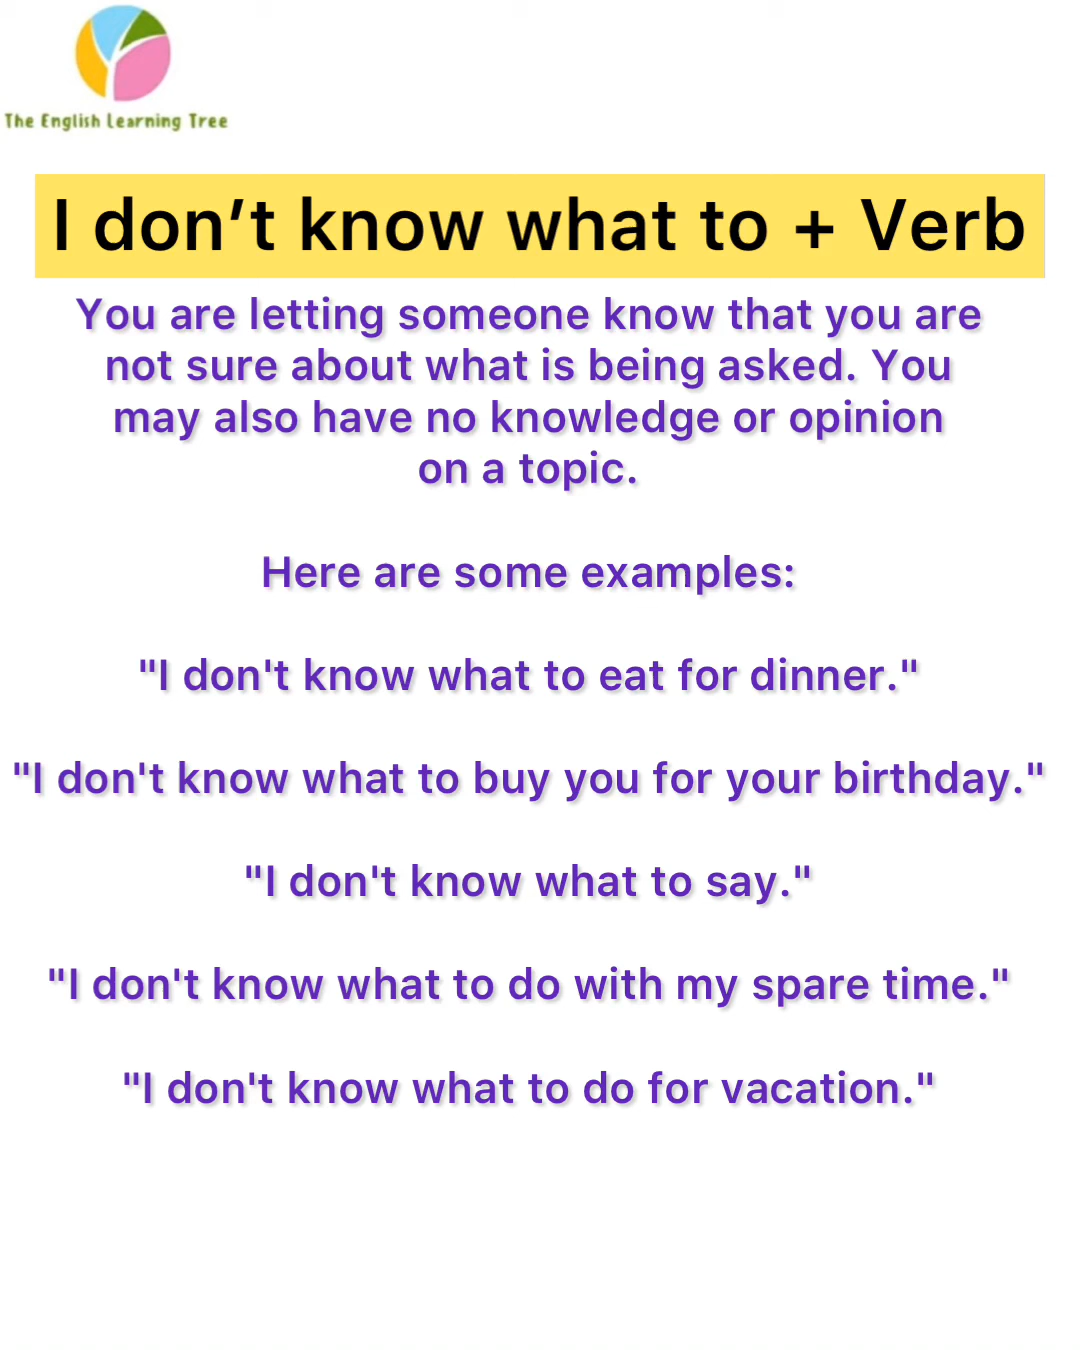 The English Learning Tree
I don’t know what to + Verb
You are letting someone know that you are
not sure about what is being asked. You
may also have no knowledge or opinion
on a topic.
Here are some examples:
"I don't know what to eat for dinner."
"I don't know what to buy you for your birthday."
"I don't know what to say."
"I don't know what to do with my spare time."
"I don't know what to do for vacation."